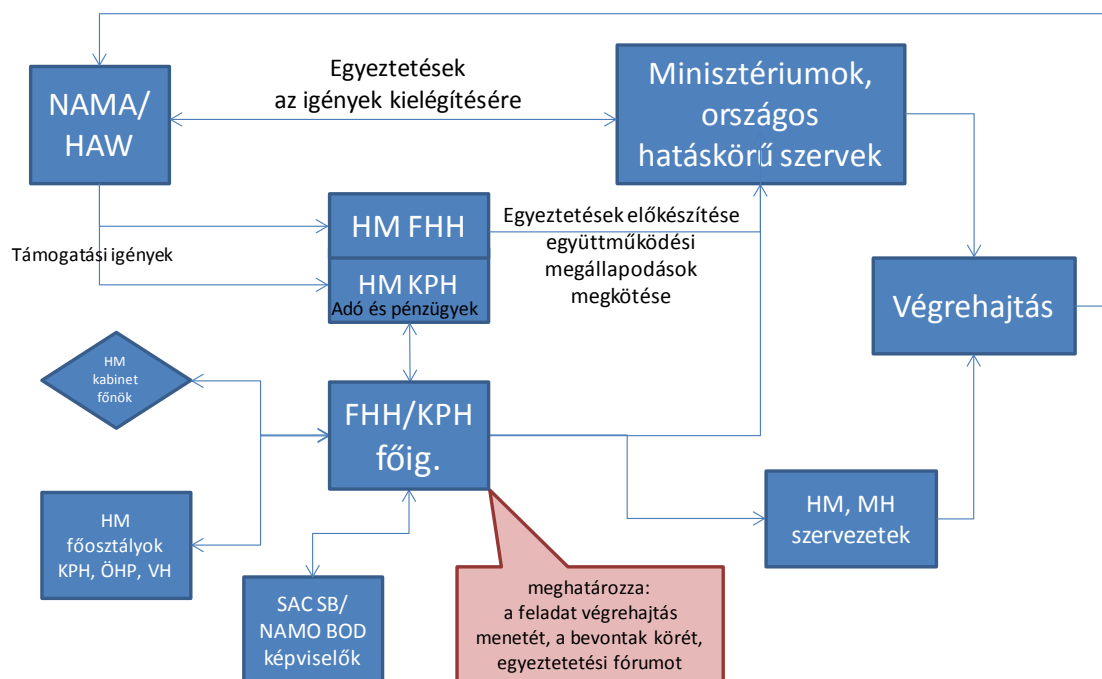 NAMA/
HAW
Egyeztetések
az igények kielégítésére
Minisztériumok,
országos
hatáskörű szervek
Támogatási igények
HM FHH
HM KPH
Adó és pénzügyek
Egyeztetések előkészítése
együttműködési
megállapodások
megkötése
Végrehajtás
HM
kabinet
főnök
FHH/KPH
főig.
HM
főosztályok
KPH, ÖHP, VH
SAC SB/
NAMO BOD
képviselők
HM, MH
szervezetek
meghatározza:
a feladat végrehajtás
menetét, a bevontak körét,
egyeztetetési fórumot